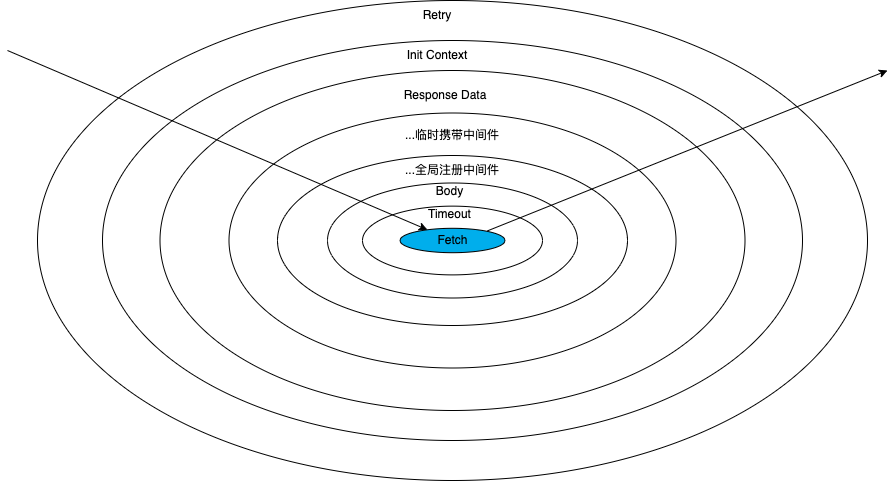 Retry
Init Context
Response Data
...临时携带中间件
...全局注册中间件
Body
Timeout
Fetch